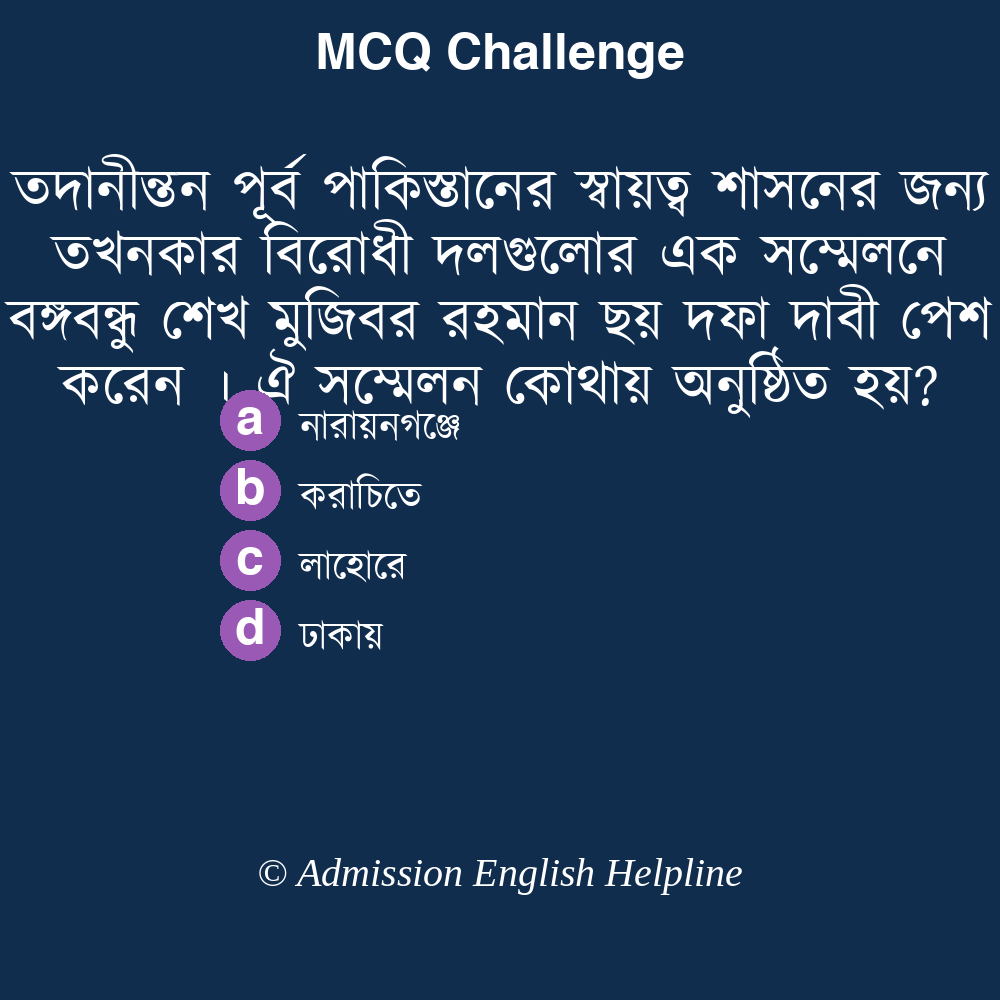 MCQ Challenge
তদানীন্তন পূর্ব পাকিস্তানের স্বায়ত্ব শাসনের জন্য
তখনকার বিরোধী দলগুলোর এক সম্মেলনে
বঙ্গবন্ধু শেখ মুজিবর রহমান ছয় দফা দাবী পেশ
করেন । ঐ সম্মেলন কোথায় অনুষ্ঠিত হয়?
a নারায়নগঞ্জে
b করাচিতে
c লাহোরে
d ঢাকায়
© Admission English Helpline